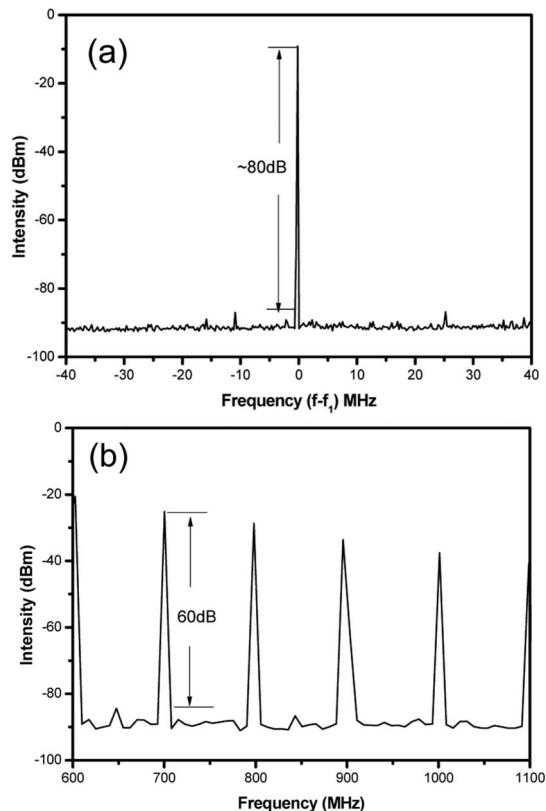 (a)
0
-20
-40
-60
-80
-100
Intensity (dBm)
~80dB
-40 -30 -20 -10 0 10 20 30 40
Frequency (f-f₁) MHz
(b)
0
-20
-40
-60
-80
-100
Intensity (dBm)
60dB
600 700 800 900 1000 1100
Frequency (MHz)